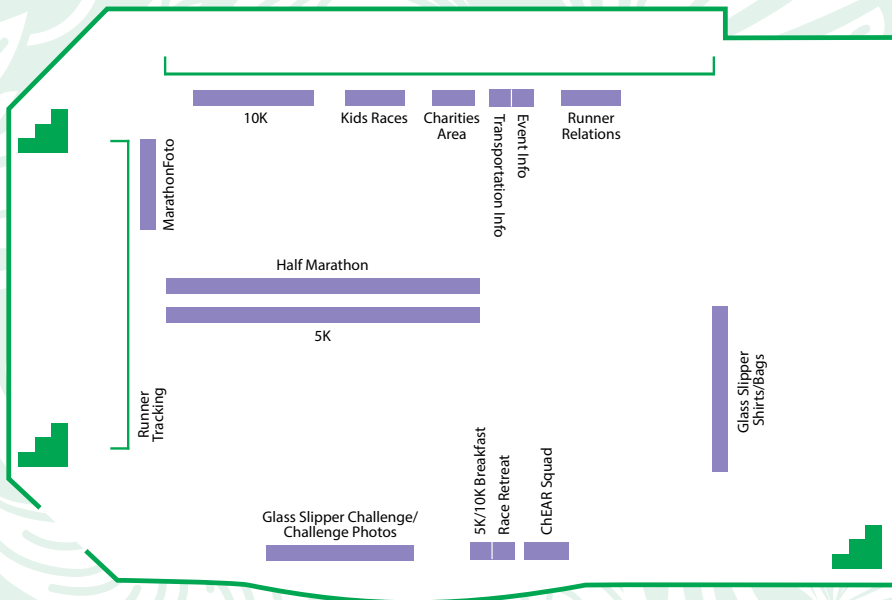 10K
Kids Races
Charities
Area
Transportation Info
Event Info
Runner
Relations
MarathonFoto
Half Marathon
5K
Runner
Tracking
Glass Slipper
Shirts/Bags
Glass Slipper Challenge/
Challenge Photos
5K/10K Breakfast
Race Retreat
ChEAR Squad